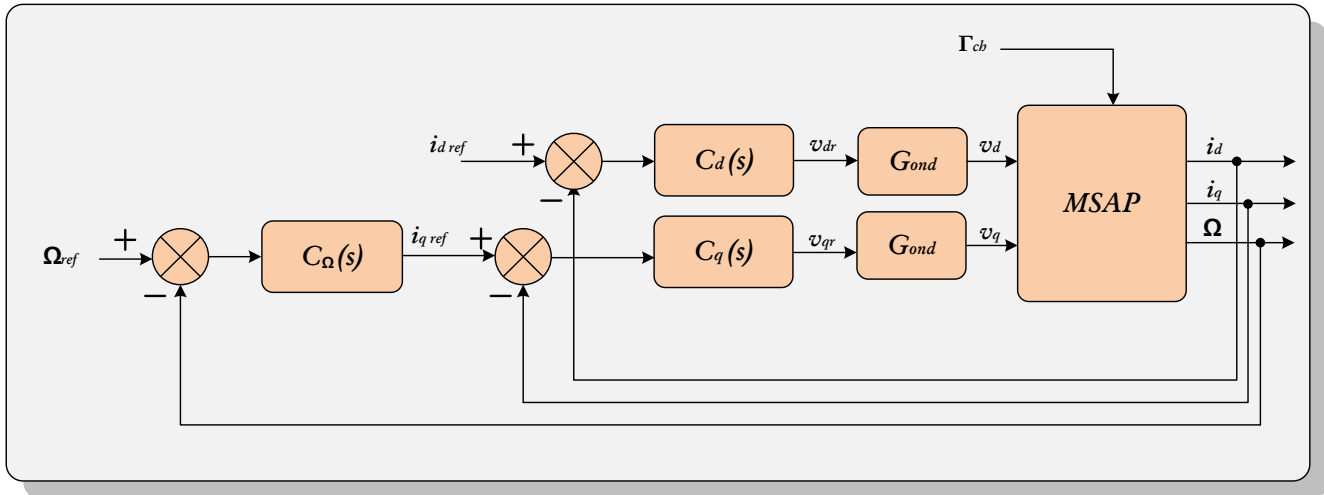 Γch
id ref
+
Cd(s)
vdr
Gond
vd
id
−
MSAP
iq
Ωref
+
CΩ(s)
iq ref
+
Cq(s)
vqr
Gond
vq
Ω
−
−